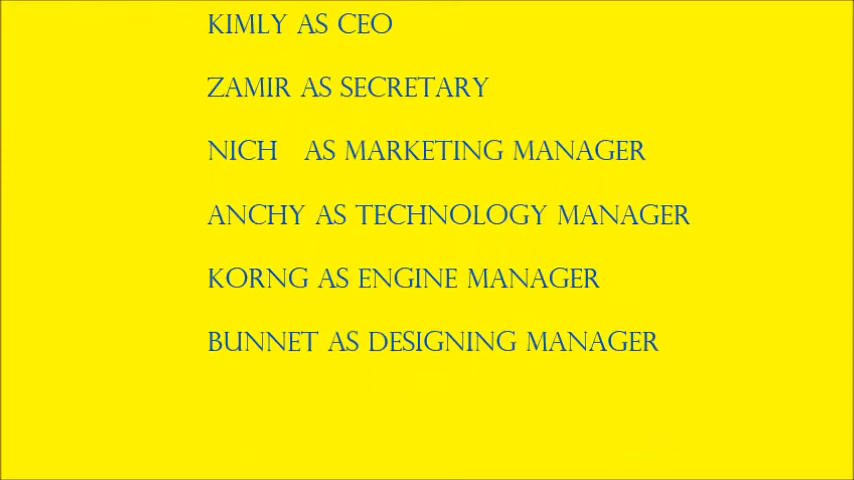 KIMLY AS CEO
ZAMIR AS SECRETARY
NICH AS MARKETING MANAGER
ANCHY AS TECHNOLOGY MANAGER
KORNG AS ENGINE MANAGER
BUNNET AS DESIGNING MANAGER